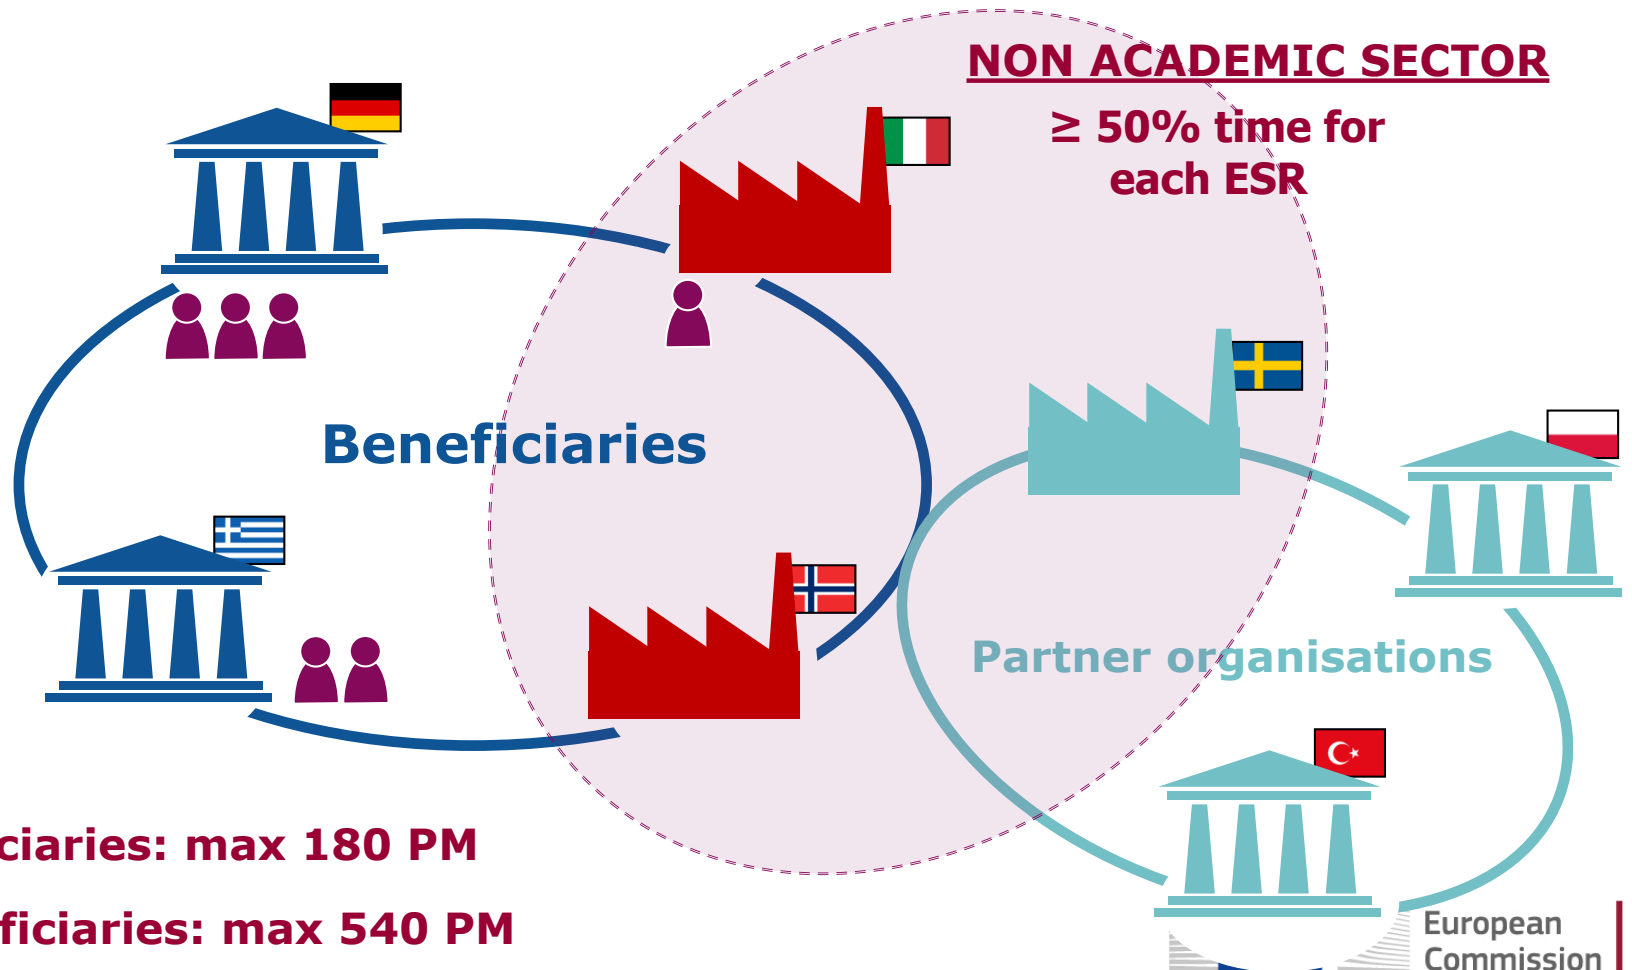 NON ACADEMIC SECTOR
≥ 50% time for
each ESR
Beneficiaries
Partner organisations
ciaries: max 180 PM
ficiaries: max 540 PM
European
Commission